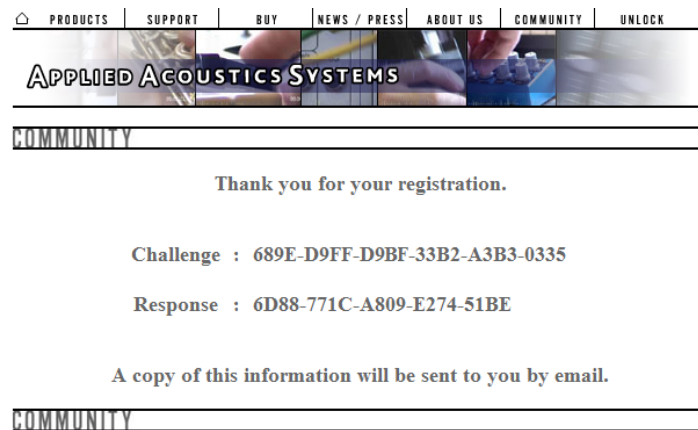 PRODUCTS SUPPORT BUY NEWS / PRESS ABOUT US COMMUNITY UNLOCK
APPLIED ACOUSTICS SYSTEMS
COMMUNITY
Thank you for your registration.
Challenge : 689E-D9FF-D9BF-33B2-A3B3-0335
Response : 6D88-771C-A809-E274-51BE
A copy of this information will be sent to you by email.
COMMUNITY